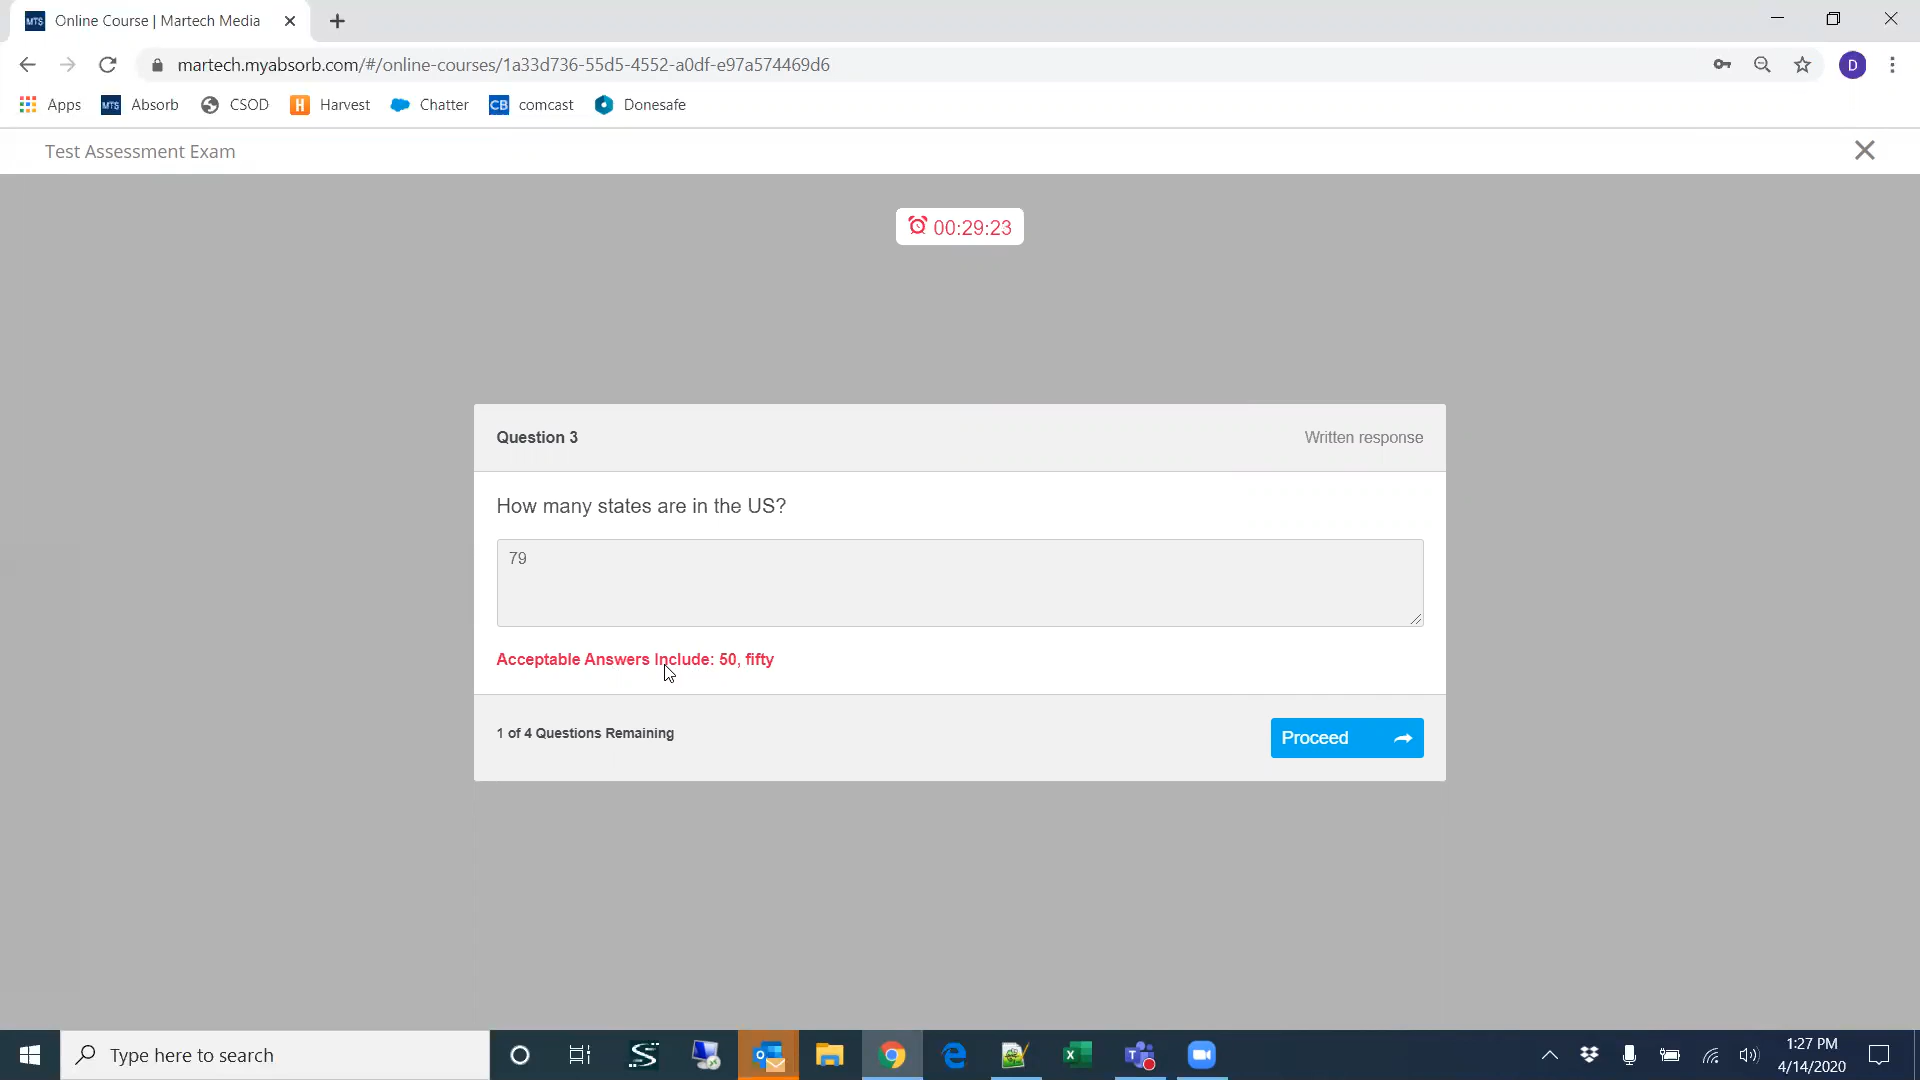 MTS Online Course | Martech Media
martech.myabsorb.com/#/online-courses/1a33d736-55d5-4552-a0df-e97a574469d6
D
Apps MTS Absorb CSOD H Harvest Chatter CB comcast Donesafe
Test Assessment Exam
00:29:23
Question 3 Written response
How many states are in the US?
79
Acceptable Answers Include: 50, fifty
1 of 4 Questions Remaining Proceed
Type here to search
1:27 PM
4/14/2020